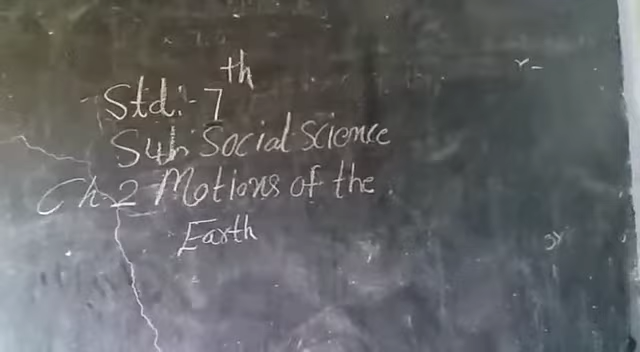 Std:- 7th
Sub: Social Science
Ch-2 Motions of the
Earth